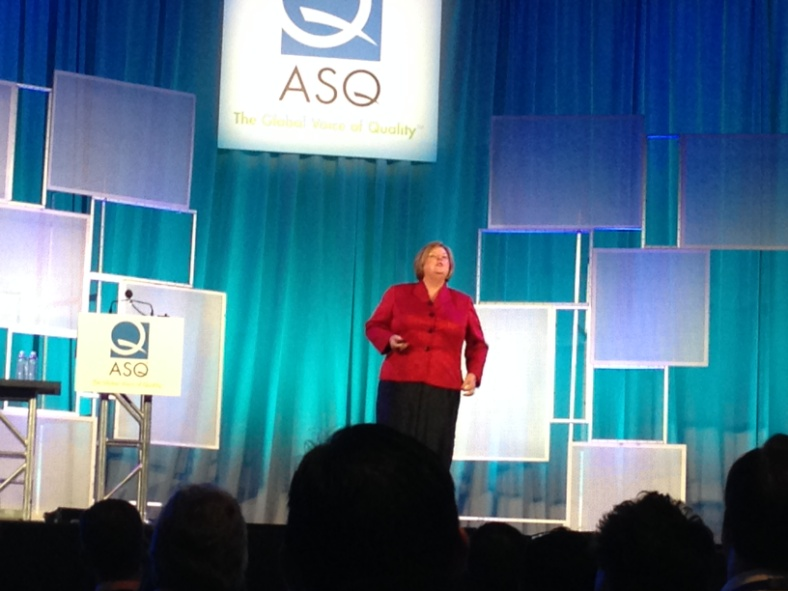 ASQ
The Global Voice of Quality™
ASQ